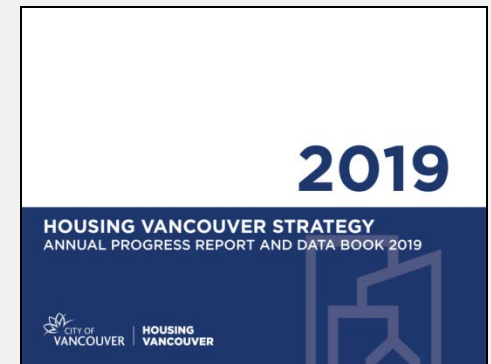 2019
HOUSING VANCOUVER STRATEGY
ANNUAL PROGRESS REPORT AND DATA BOOK 2019
CITY OF
VANCOUVER
HOUSING
VANCOUVER